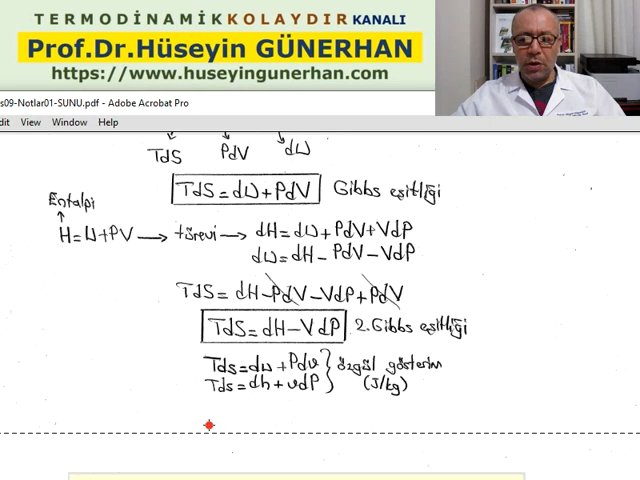 TERMODİNAMİKKOLAYDIR KANALI
Prof.Dr.Hüseyin GÜNERHAN
https://www.huseyingunerhan.com
s09-Notlar01-SUNU.pdf - Adobe Acrobat Pro
dit View Window Help
TdS PdV dU
TdS = dU + PdV Gibbs eşitliği
Entalpi
H = U + PV → türevi → dH = dU + PdV + VdP
dU = dH - PdV - VdP
TdS = dH - PdV - VdP + PdV
TdS = dH - VdP 2. Gibbs eşitliği
Tds = du + Pdv } özgül gösterim
Tds = dh + vdP } (J/kg)